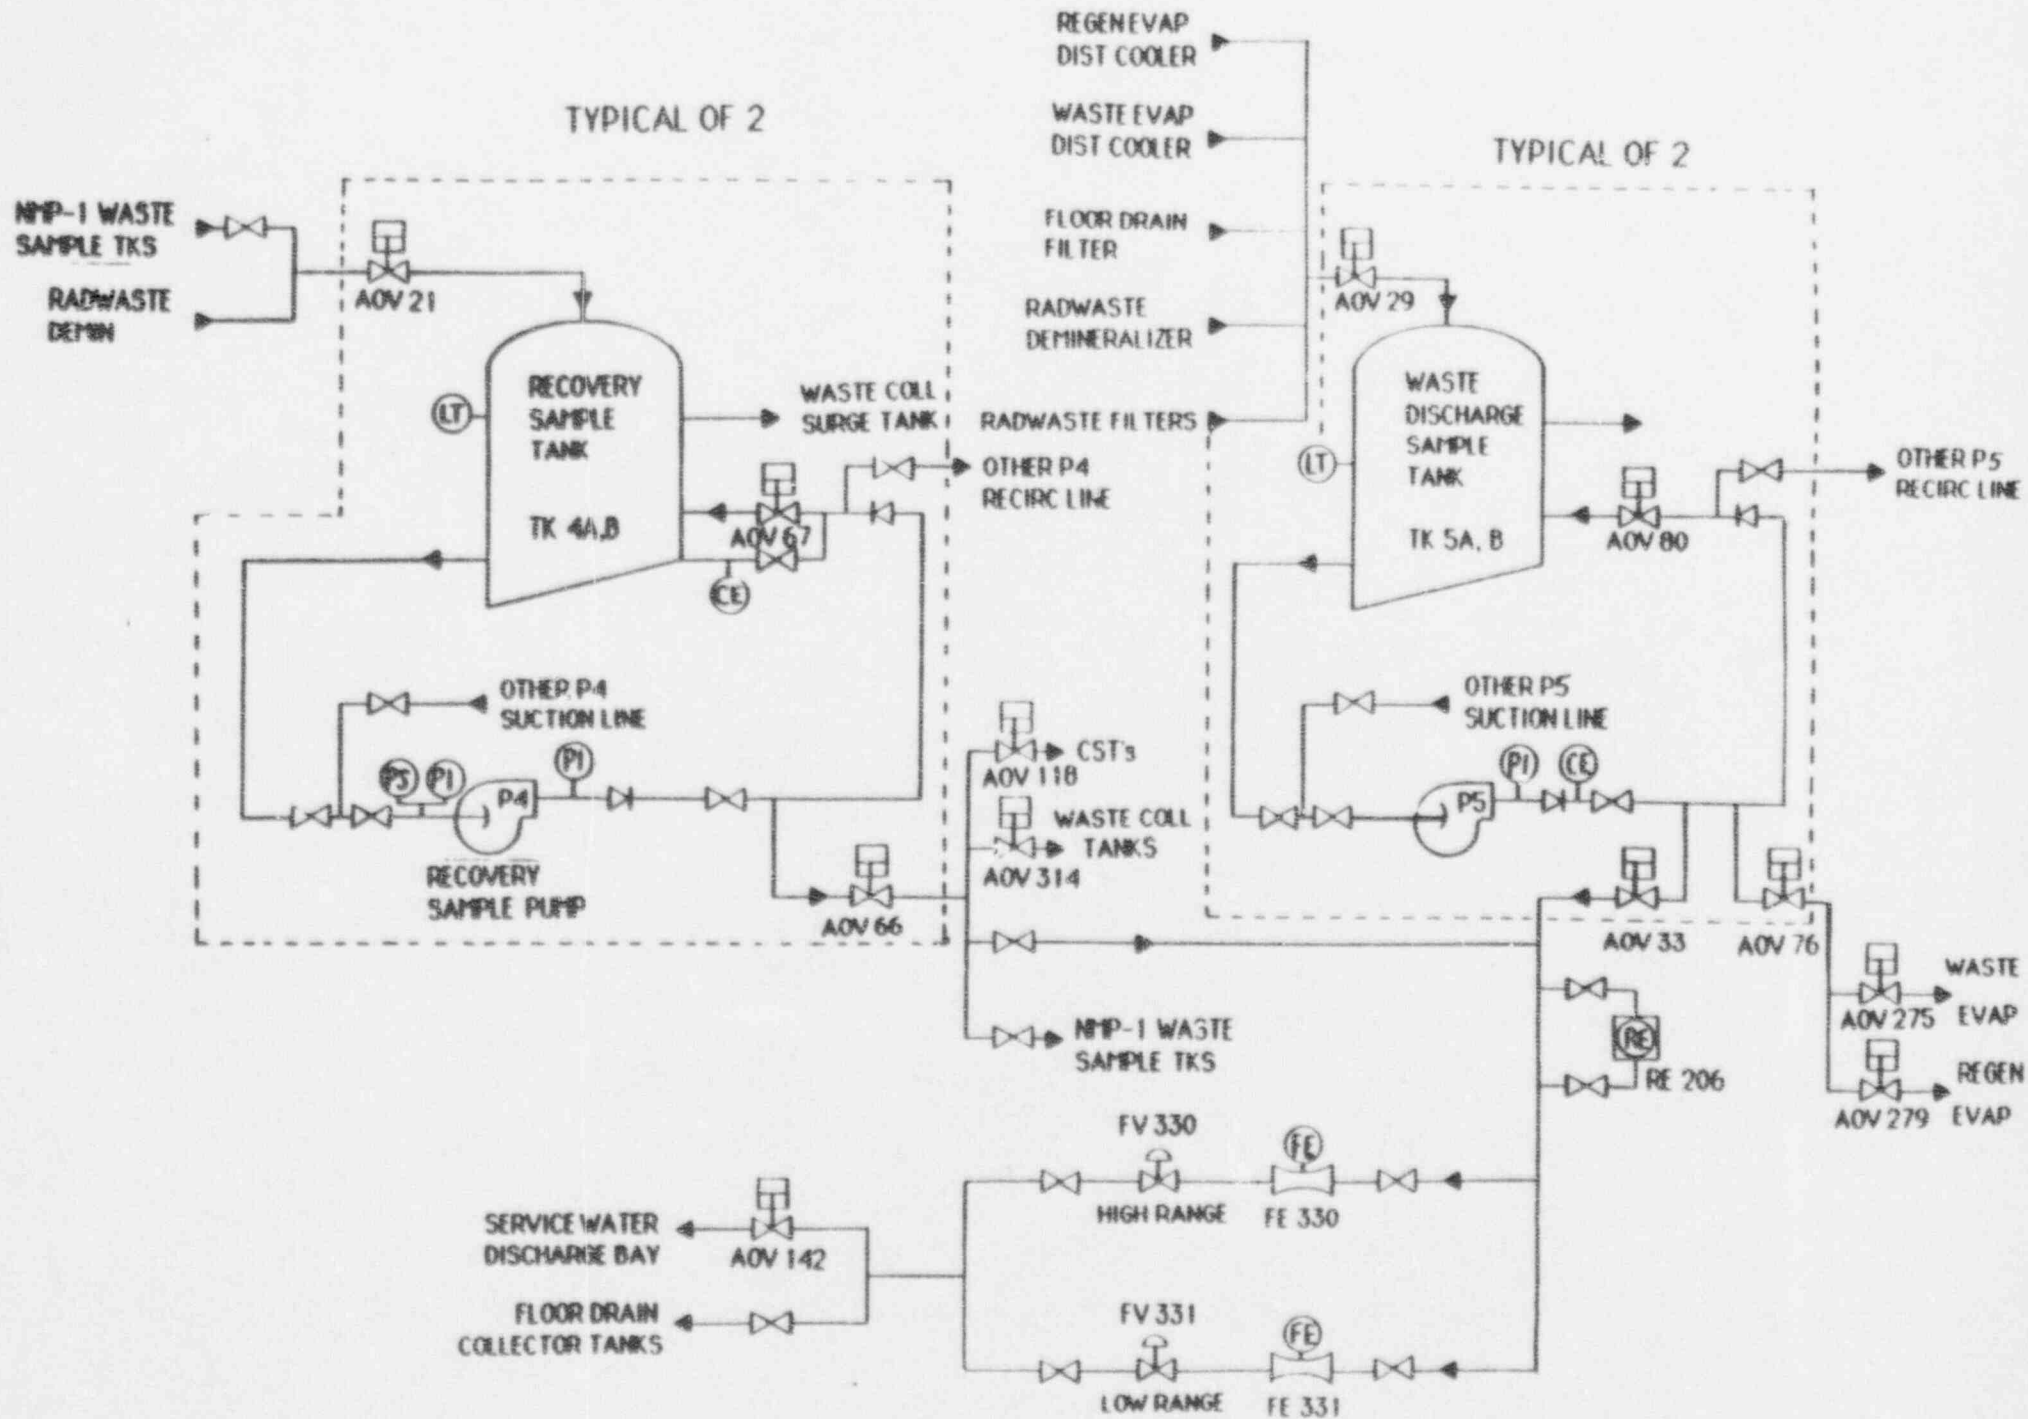 REGEN EVAP
DIST COOLER
TYPICAL OF 2
WASTE EVAP
DIST COOLER
TYPICAL OF 2
NMP-1 WASTE
SAMPLE TKS
FLOOR DRAIN
FILTER
AOV 21
AOV 29
RADWASTE
DEMIN
RADWASTE
DEMINERALIZER
RECOVERY
SAMPLE
TANK
TK 4A,B
LT
WASTE COLL
SURGE TANK
RADWASTE FILTERS
WASTE
DISCHARGE
SAMPLE
TANK
TK 5A, B
LT
OTHER P4
RECIRC LINE
OTHER P5
RECIRC LINE
AOV 67
AOV 80
CE
OTHER P4
SUCTION LINE
OTHER P5
SUCTION LINE
PS
PI
P4
PI
RECOVERY
SAMPLE PUMP
CST's
AOV 118
WASTE COLL
TANKS
AOV 314
PI
CE
P5
AOV 66
AOV 33
AOV 76
WASTE
EVAP
AOV 275
NMP-1 WASTE
SAMPLE TKS
RE
RE 206
REGEN
EVAP
AOV 279
FV 330
FE
HIGH RANGE
FE 330
SERVICE WATER
DISCHARGE BAY
AOV 142
FLOOR DRAIN
COLLECTOR TANKS
FV 331
FE
LOW RANGE
FE 331